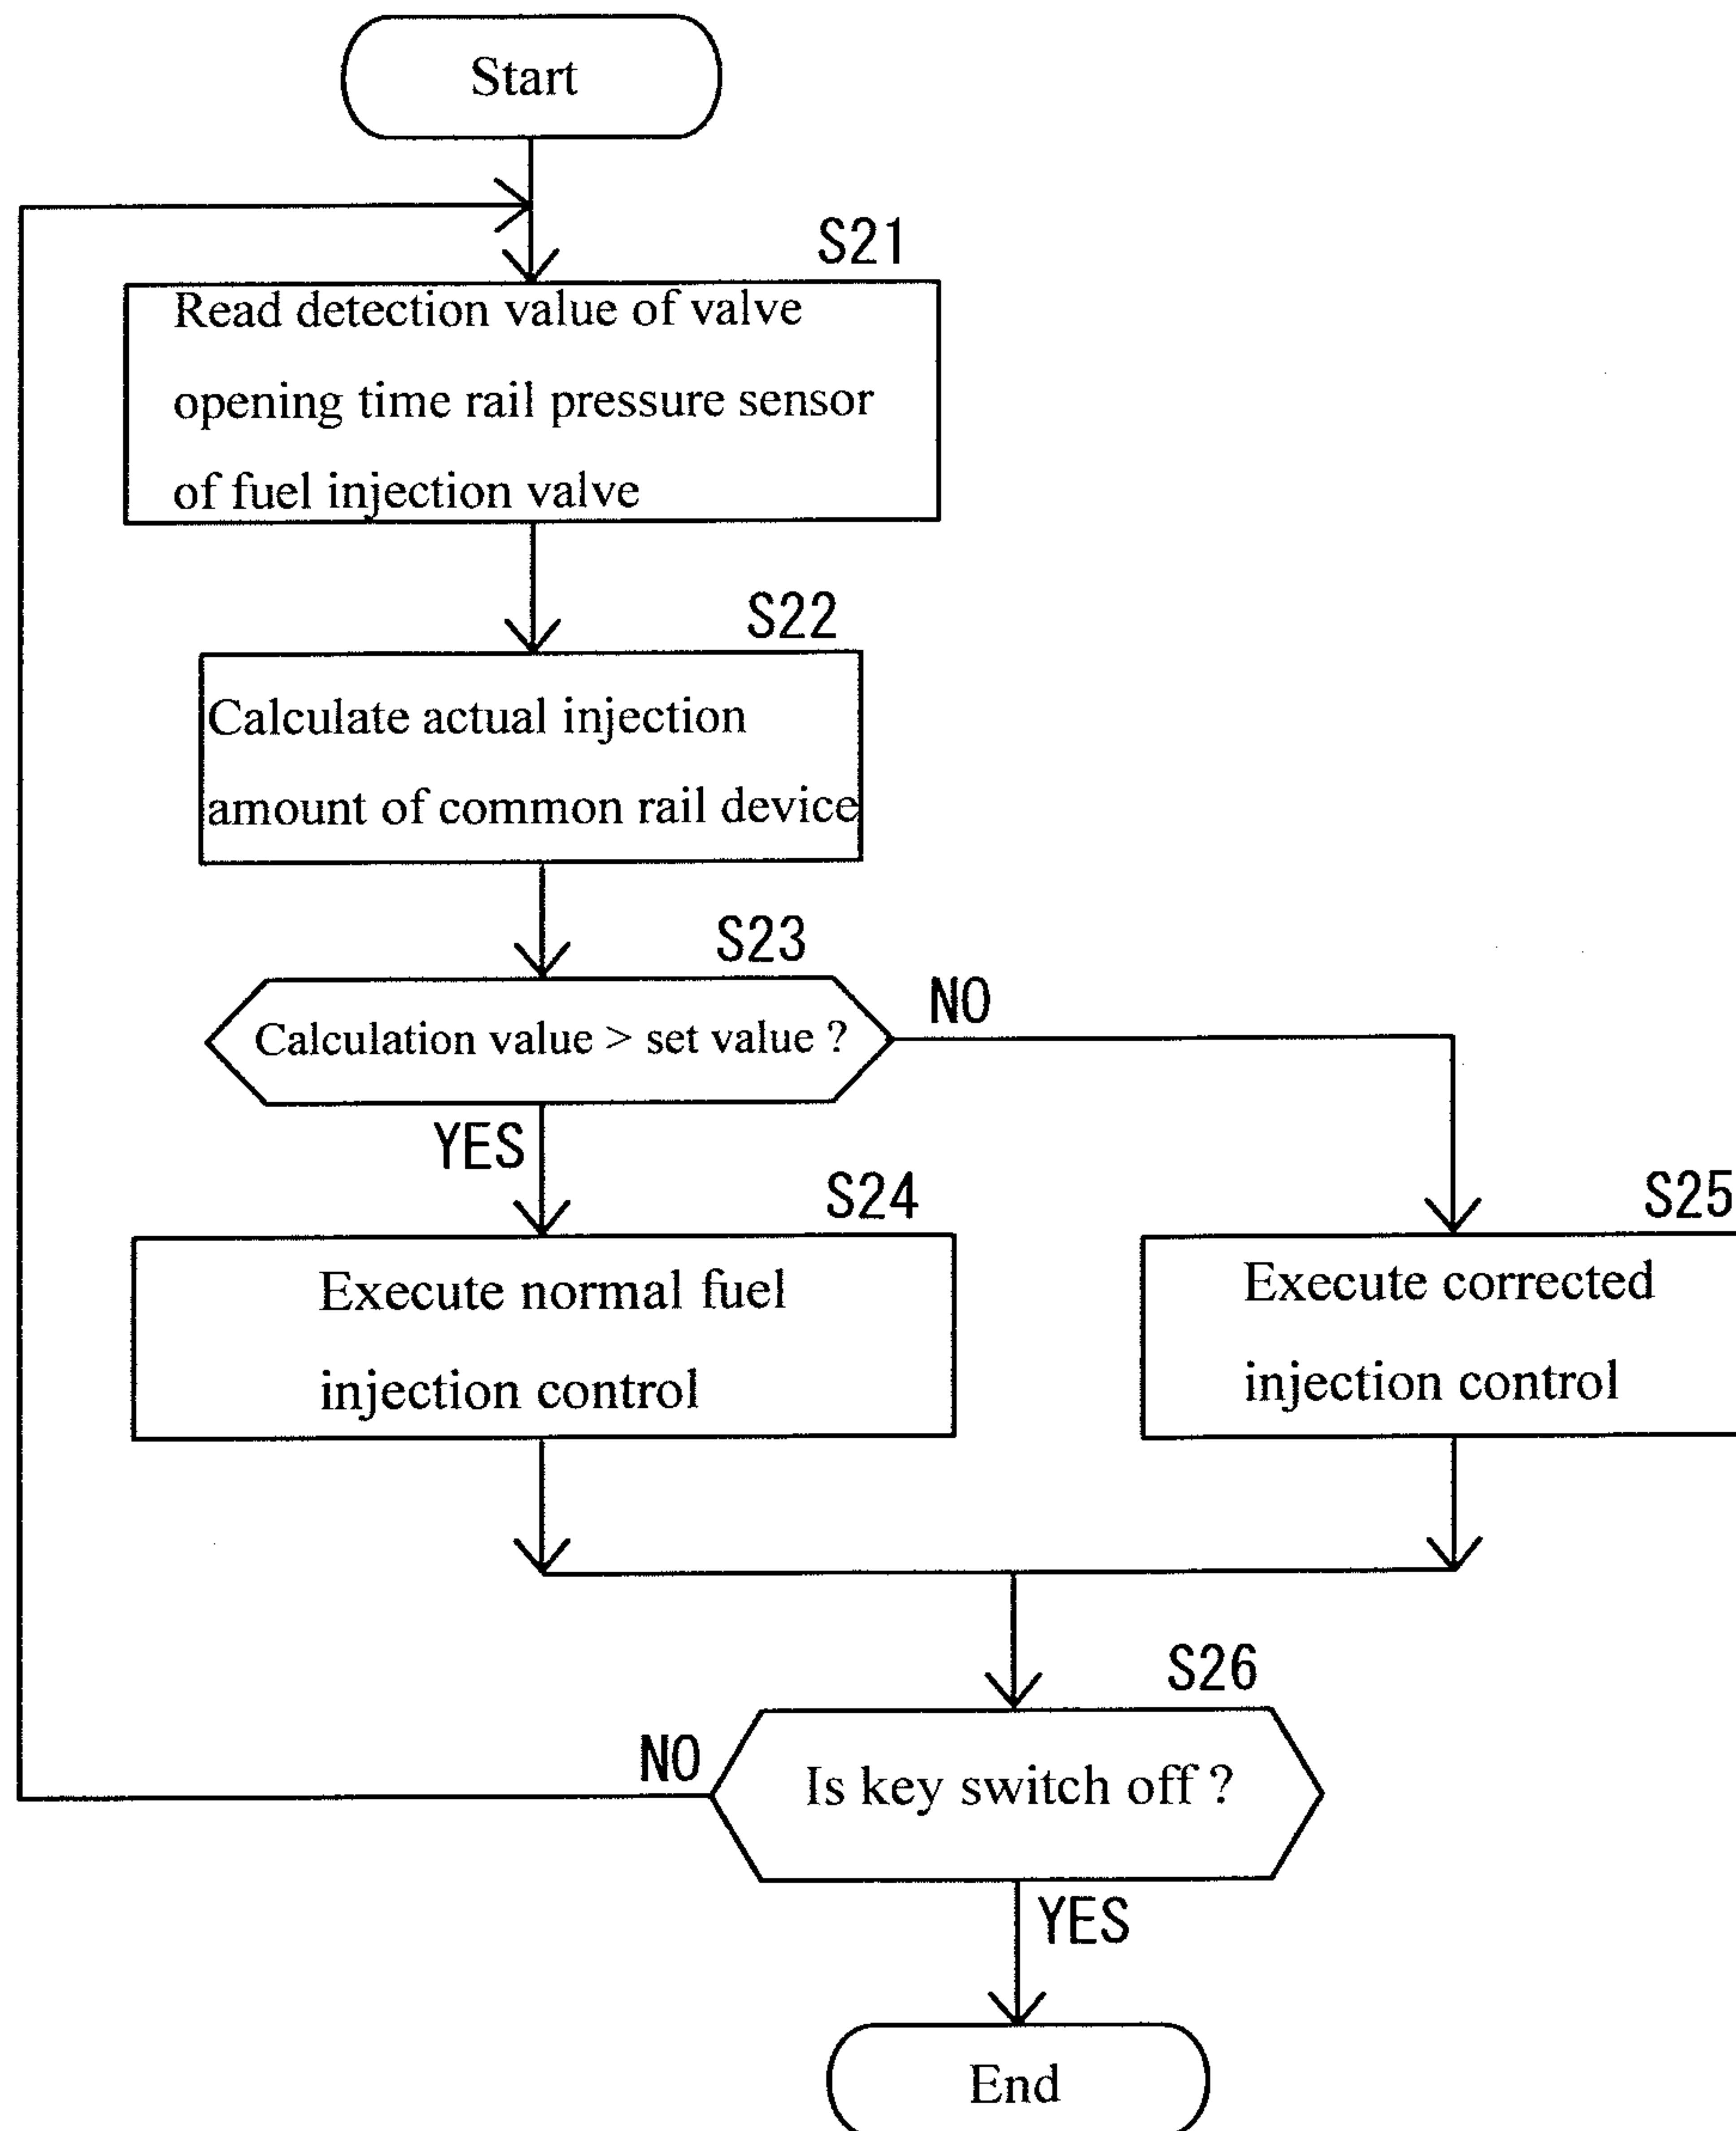 Start
S21
Read detection value of valve
opening time rail pressure sensor
of fuel injection valve
S22
Calculate actual injection
amount of common rail device
S23
Calculation value > set value ?
NO
YES
S24
Execute normal fuel
injection control
S25
Execute corrected
injection control
S26
Is key switch off ?
NO
YES
End